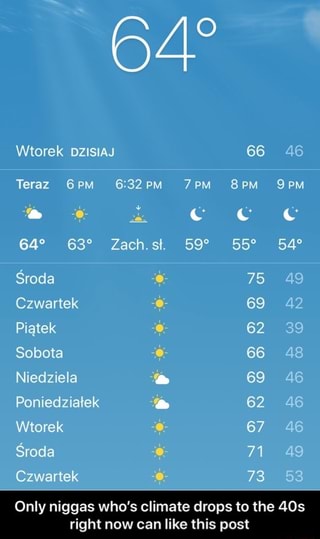 64°
Wtorek DZISIAJ 66 46
Teraz 6 PM 6:32 PM 7 PM 8 PM 9 PM
64° 63° Zach. sł. 59° 55° 54°
Środa 75 49
Czwartek 69 42
Piątek 62 39
Sobota 66 48
Niedziela 69 46
Poniedziałek 62 46
Wtorek 67 46
Środa 71 49
Czwartek 73 53
Only niggas who's climate drops to the 40s
right now can like this post